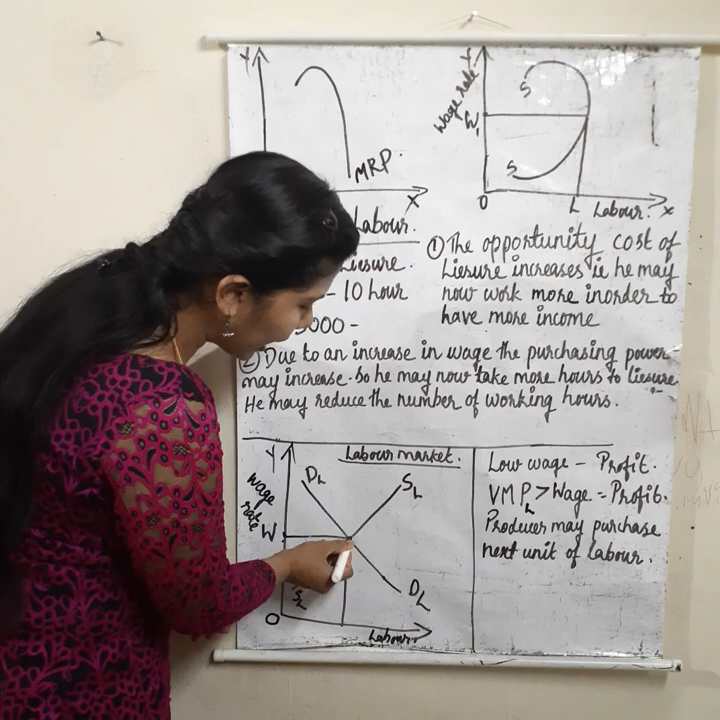 Y
MRP.
X
Y
Wage rate
W1
S
S
O
L
Labour.
X
Labour.
Liesure.
- 10 hour
000 -
① The opportunity cost of
Liesure increases ie he may
now work more inorder to
have more income
② Due to an increase in wage the purchasing power
may increase. So he may now take more hours to liesure
He may reduce the number of working hours.
Y
Labour market.
Wage
rate
DL
SL
W
SL
DL
O
Labour.
Low wage - Profit.
VMPL > Wage = Profit.
Producer may purchase
next unit of labour.